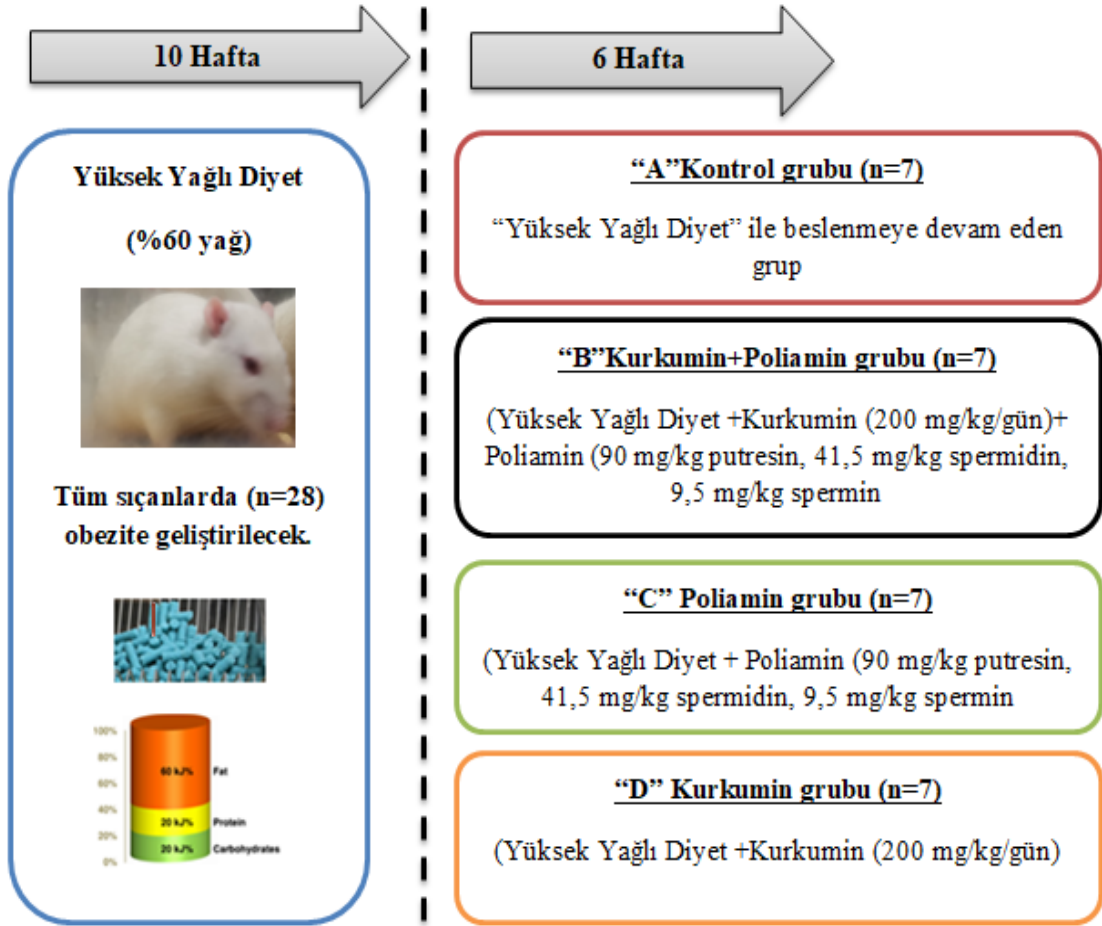 10 Hafta
6 Hafta
Yüksek Yağlı Diyet
(%60 yağ)
Tüm sıçanlarda (n=28)
obezite geliştirilecek.
100%
80%
60%
40%
20%
0%
60 kJ% Fat
20 kJ% Protein
20 kJ% Carbohydrates
“A”Kontrol grubu (n=7)
“Yüksek Yağlı Diyet” ile beslenmeye devam eden
grup
“B”Kurkumin+Poliamin grubu (n=7)
(Yüksek Yağlı Diyet +Kurkumin (200 mg/kg/gün)+
Poliamin (90 mg/kg putresin, 41,5 mg/kg spermidin,
9,5 mg/kg spermin
“C” Poliamin grubu (n=7)
(Yüksek Yağlı Diyet + Poliamin (90 mg/kg putresin,
41,5 mg/kg spermidin, 9,5 mg/kg spermin
“D” Kurkumin grubu (n=7)
(Yüksek Yağlı Diyet +Kurkumin (200 mg/kg/gün)